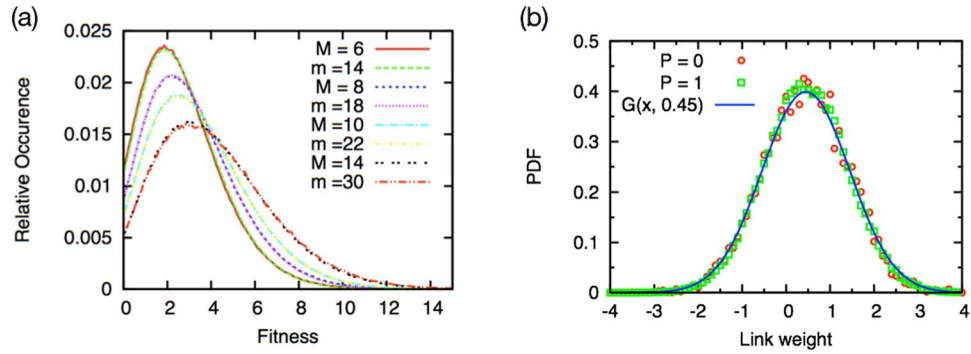 (a)
0.025
0.02
0.015
0.01
0.005
0
Relative Occurence
M = 6
m =14
M = 8
m =18
M =10
m =22
M =14
m =30
0 2 4 6 8 10 12 14
Fitness
(b)
0.5
0.4
0.3
0.2
0.1
0
PDF
P = 0
P = 1
G(x, 0.45)
-4 -3 -2 -1 0 1 2 3 4
Link weight